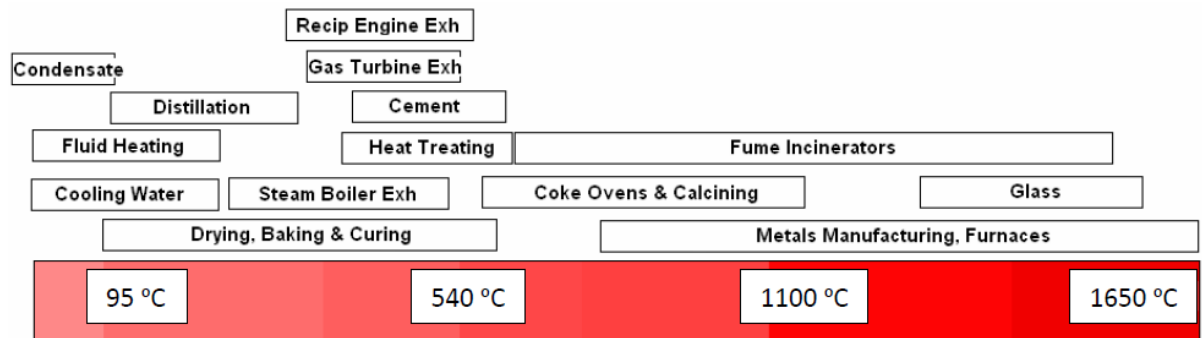 Recip Engine Exh
Condensate
Gas Turbine Exh
Distillation
Cement
Fluid Heating
Heat Treating
Fume Incinerators
Cooling Water
Steam Boiler Exh
Coke Ovens & Calcining
Glass
Drying, Baking & Curing
Metals Manufacturing, Furnaces
95 ºC
540 ºC
1100 ºC
1650 ºC